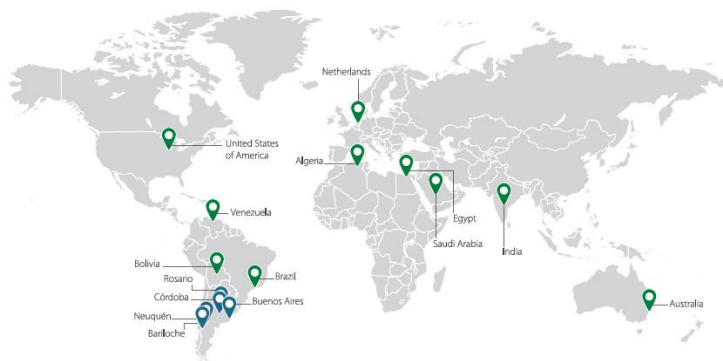 Netherlands
United States
of America
Algeria
Egypt
Saudi Arabia
India
Venezuela
Bolivia
Brazil
Rosario
Córdoba
Buenos Aires
Neuquén
Bariloche
Australia